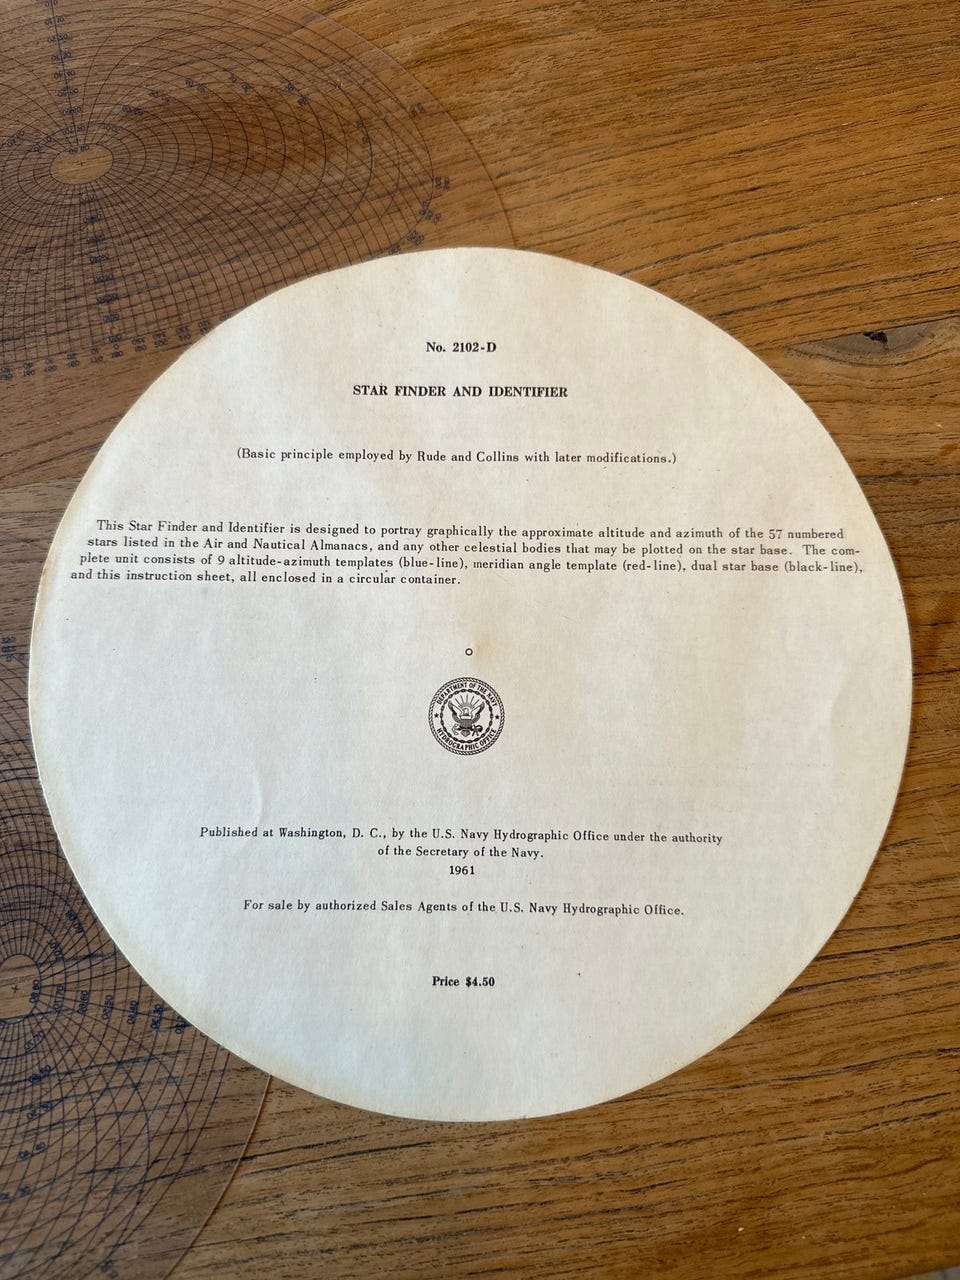 No. 2102-D
STAR FINDER AND IDENTIFIER
(Basic principle employed by Rude and Collins with later modifications.)
This Star Finder and Identifier is designed to portray graphically the approximate altitude and azimuth of the 57 numbered
stars listed in the Air and Nautical Almanacs, and any other celestial bodies that may be plotted on the star base. The com-
plete unit consists of 9 altitude-azimuth templates (blue-line), meridian angle template (red-line), dual star base (black-line),
and this instruction sheet, all enclosed in a circular container.
DEPARTMENT OF THE NAVY
HYDROGRAPHIC OFFICE
Published at Washington, D. C., by the U.S. Navy Hydrographic Office under the authority
of the Secretary of the Navy.
1961
For sale by authorized Sales Agents of the U.S. Navy Hydrographic Office.
Price $4.50